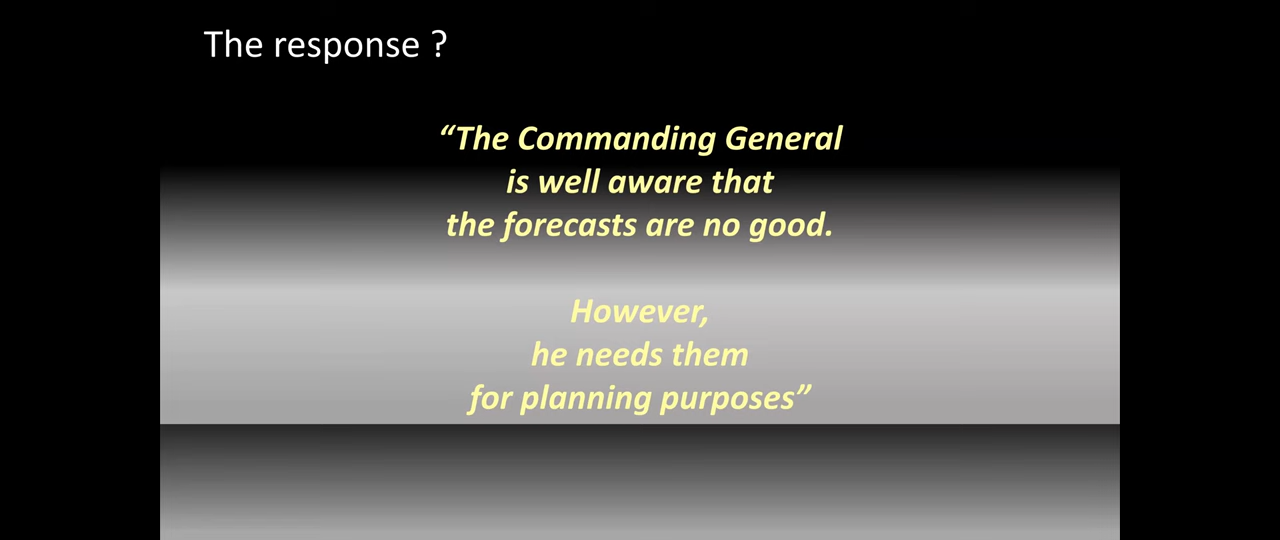 The response ?
“The Commanding General
is well aware that
the forecasts are no good.
However,
he needs them
for planning purposes”